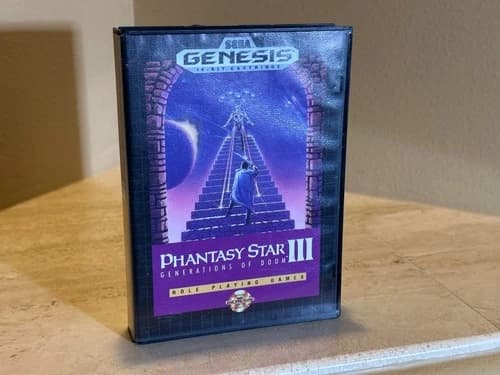 SEGA
GENESIS
16-BIT CARTRIDGE
PHANTASY STAR III
GENERATIONS OF DOOM
ROLE PLAYING GAMES